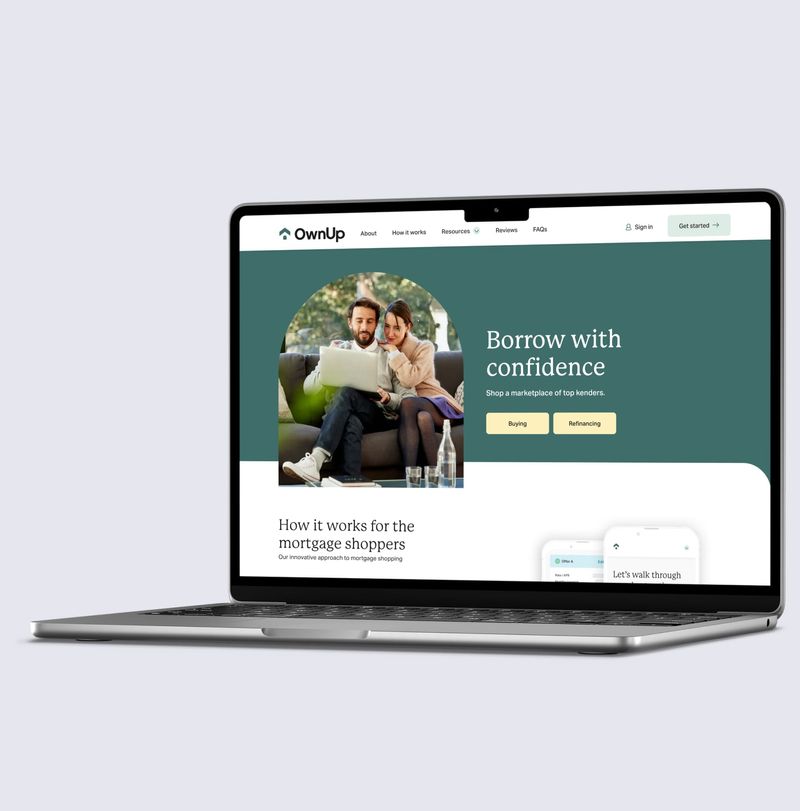 OwnUp
About
How it works
Resources
Reviews
FAQs
Sign in
Get started
Borrow with
confidence
Shop a marketplace of top kenders.
Buying
Refinancing
How it works for the
mortgage shoppers
Our innovative approach to mortgage shopping
Offer A
Let's walk through